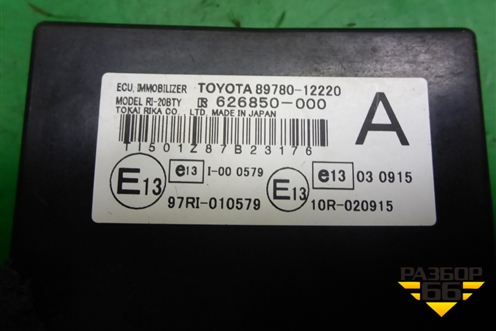 ECU, IMMOBILIZER TOYOTA 89780-12220
MODEL RI-20BTY 626850-000
TOKAI RIKA CO., LTD. MADE IN JAPAN
A
TI501Z87B23176
E13 e13 I-00 0579
97RI-010579
E13 e13 03 0915
10R-020915
РАЗБОР
66